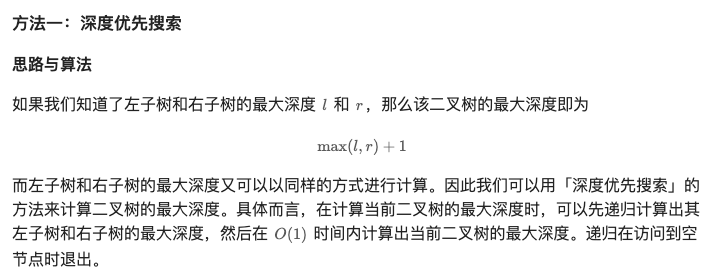 方法一：深度优先搜索
思路与算法
如果我们知道了左子树和右子树的最大深度 l 和 r，那么该二叉树的最大深度即为
max(l, r) + 1
而左子树和右子树的最大深度又可以以同样的方式进行计算。因此我们可以用「深度优先搜索」的
方法来计算二叉树的最大深度。具体而言，在计算当前二叉树的最大深度时，可以先递归计算出其
左子树和右子树的最大深度，然后在 O(1) 时间内计算出当前二叉树的最大深度。递归在访问到空
节点时退出。